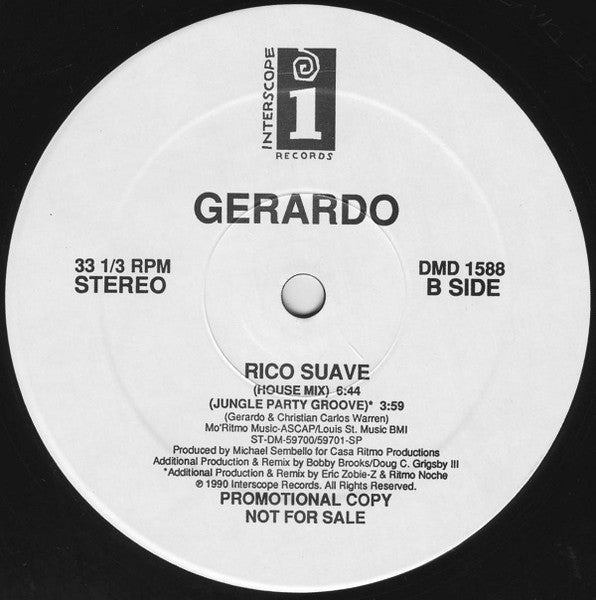 INTERSCOPE
1
RECORDS
GERARDO
33 1/3 RPM
STEREO
DMD 1588
B SIDE
RICO SUAVE
(HOUSE MIX) 6:44
(JUNGLE PARTY GROOVE)* 3:59
(Gerardo & Christian Carlos Warren)
Mo'Ritmo Music-ASCAP/Louis St. Music BMI
ST-DM-59700/59701-SP
Produced by Michael Sembello for Casa Ritmo Productions
Additional Production & Remix by Bobby Brooks/Doug C. Grigsby III
*Additional Production & Remix by Eric Zobie-Z & Ritmo Noche
℗ 1990 Interscope Records. All Rights Reserved.
PROMOTIONAL COPY
NOT FOR SALE